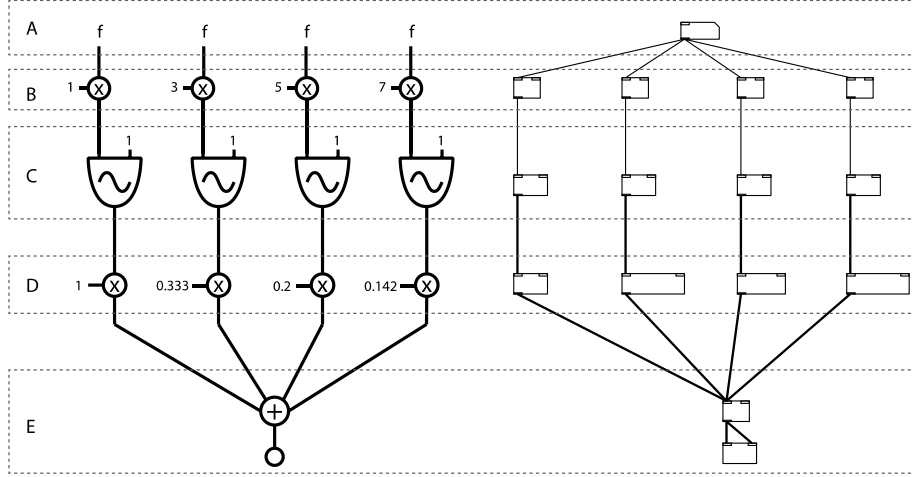 A f f f f
B 1 X 3 X 5 X 7 X
1 1 1 1
C
D 1 X 0.333 X 0.2 X 0.142 X
+
E